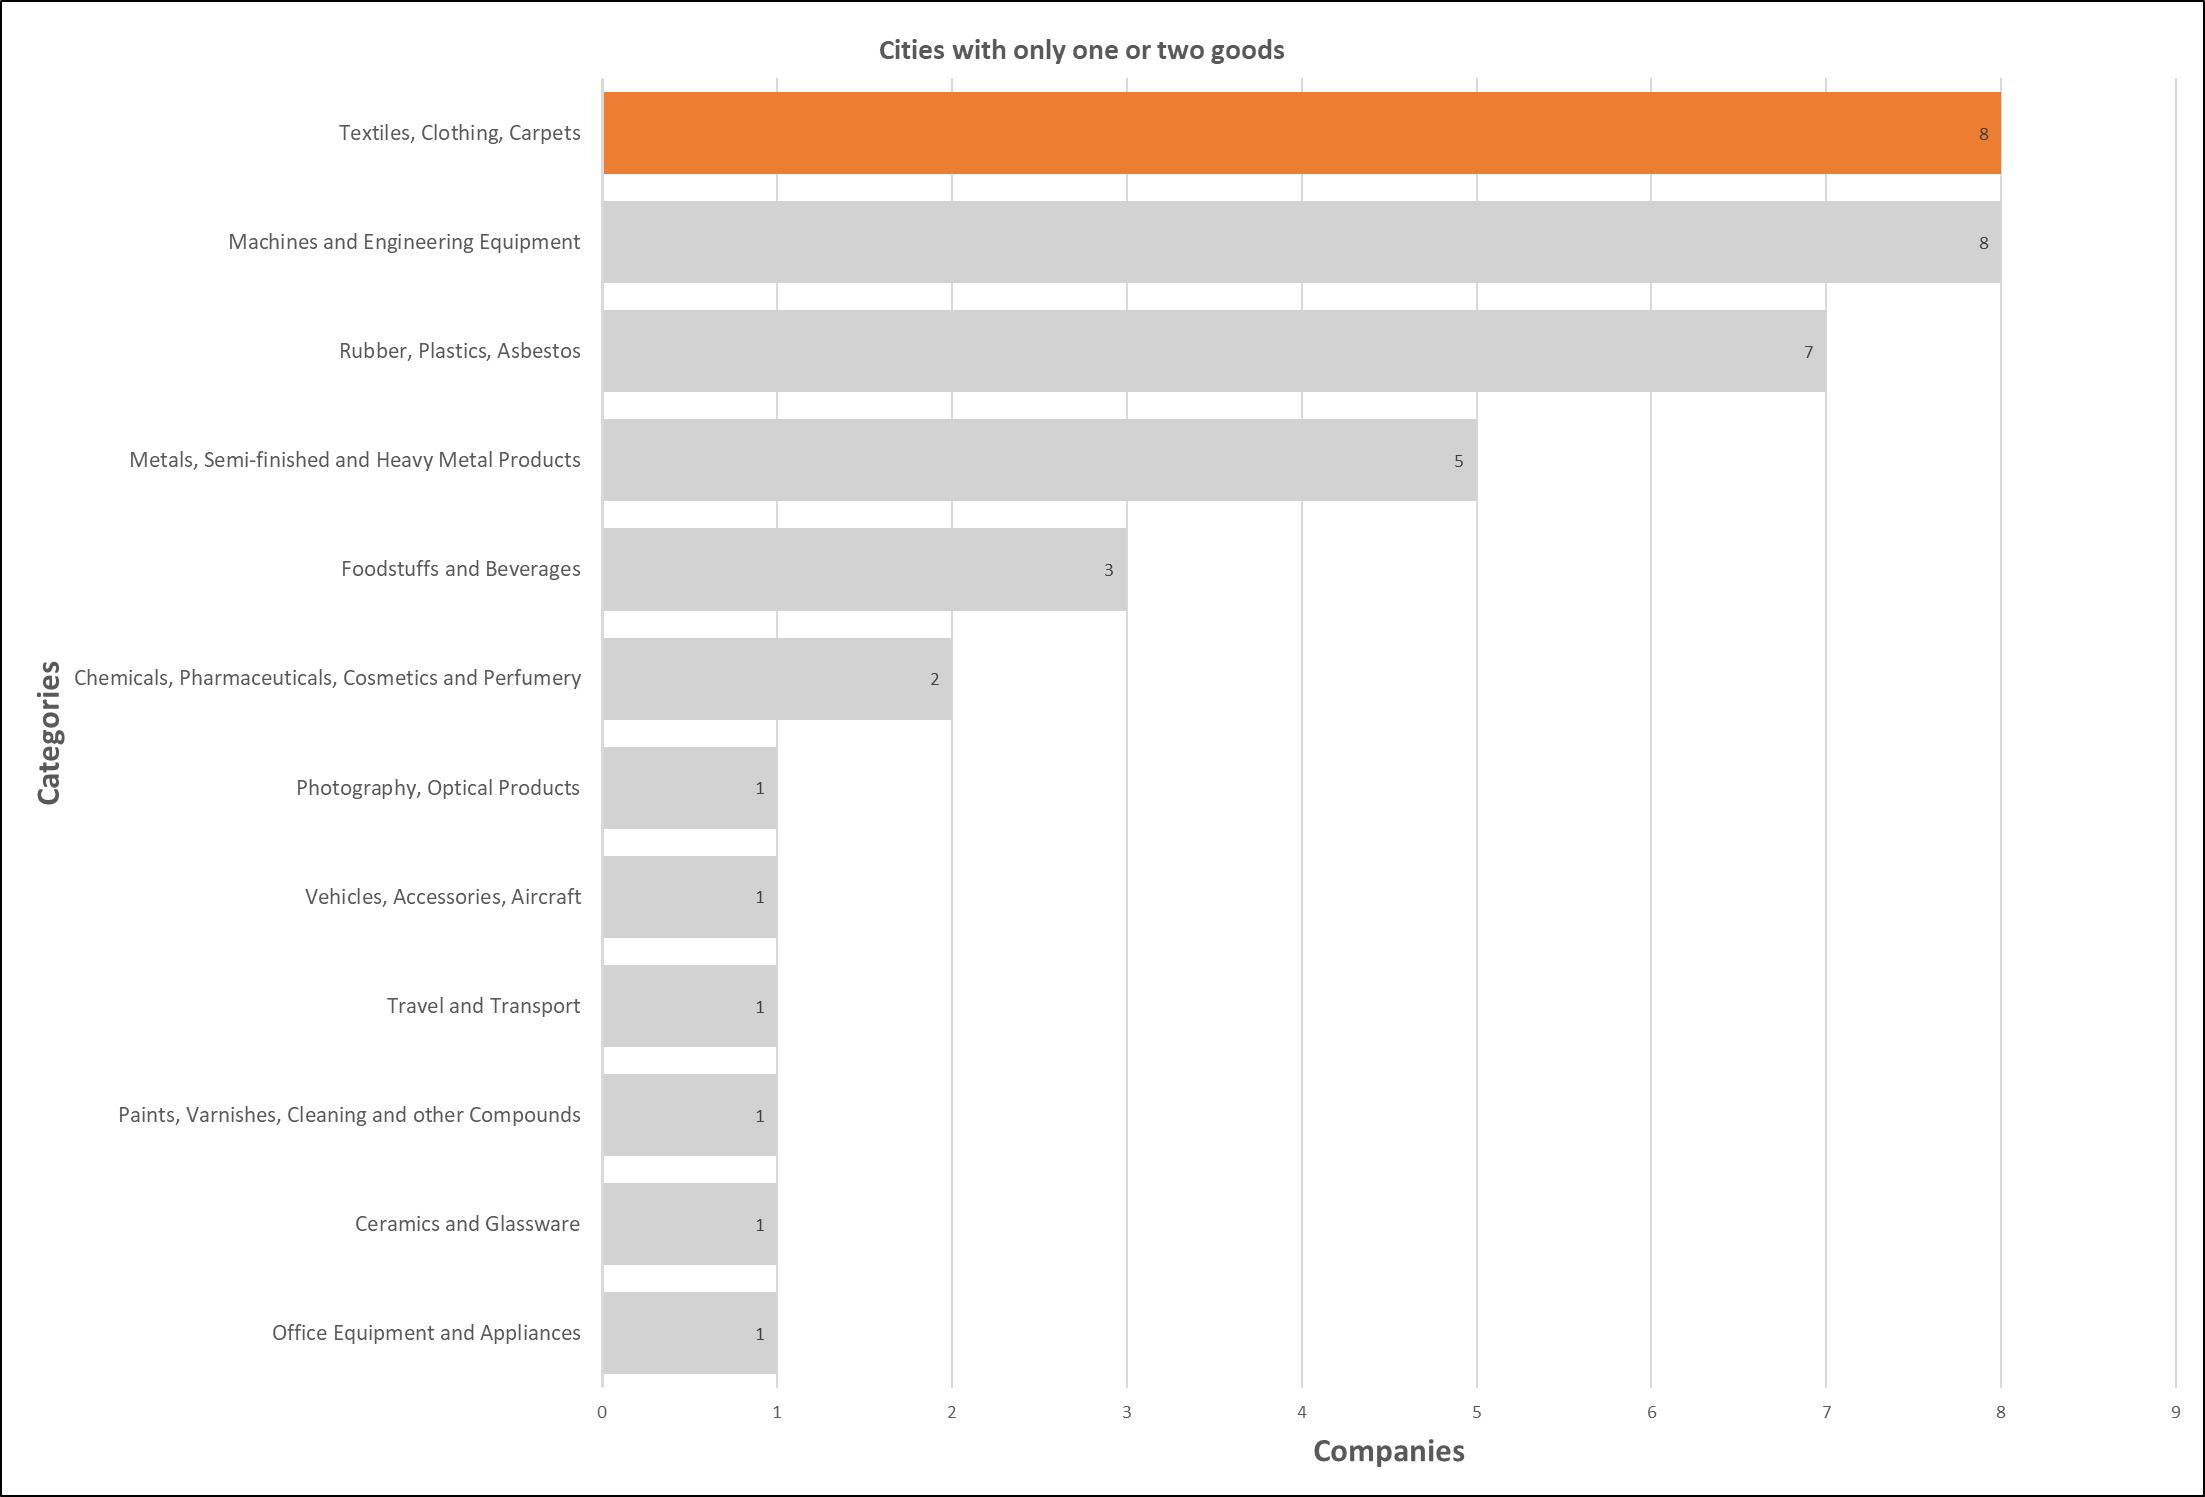 Cities with only one or two goods
Textiles, Clothing, Carpets
8
Machines and Engineering Equipment
8
Rubber, Plastics, Asbestos
7
Metals, Semi-finished and Heavy Metal Products
5
Foodstuffs and Beverages
3
Chemicals, Pharmaceuticals, Cosmetics and Perfumery
2
Photography, Optical Products
1
Vehicles, Accessories, Aircraft
1
Travel and Transport
1
Paints, Varnishes, Cleaning and other Compounds
1
Ceramics and Glassware
1
Office Equipment and Appliances
1
Categories
0 1 2 3 4 5 6 7 8 9
Companies